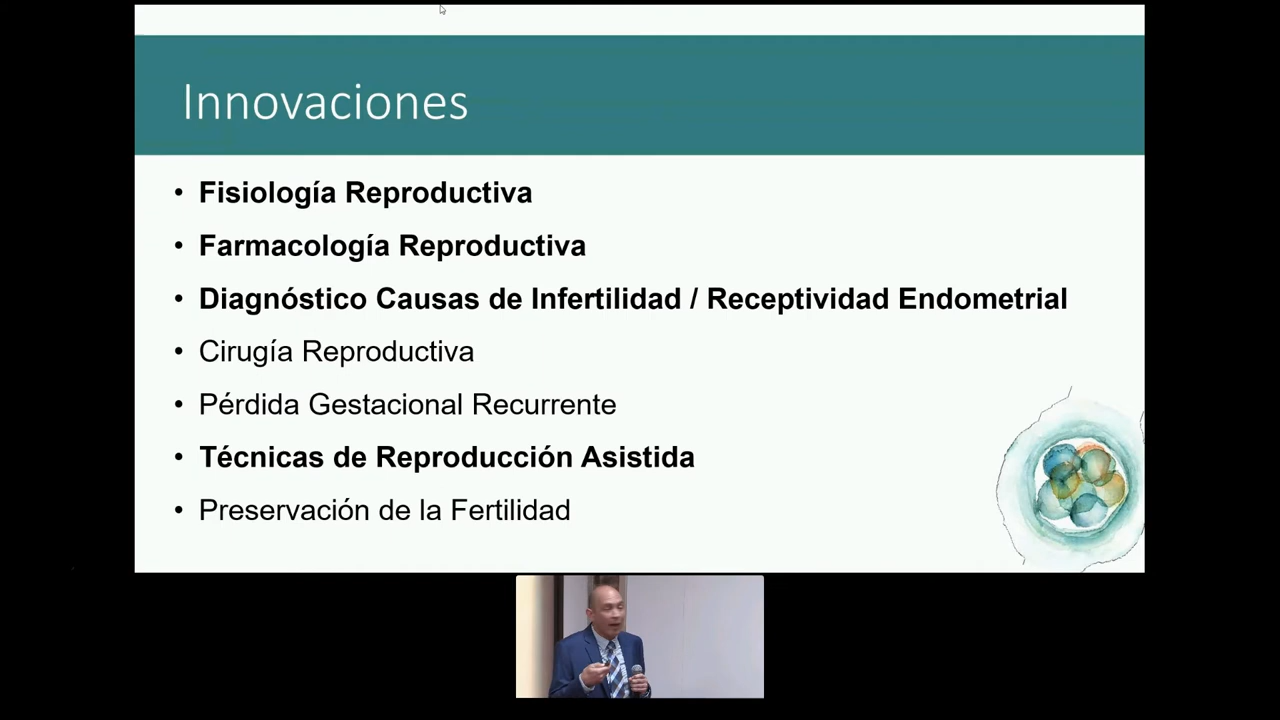 Innovaciones
• Fisiología Reproductiva
• Farmacología Reproductiva
• Diagnóstico Causas de Infertilidad / Receptividad Endometrial
• Cirugía Reproductiva
• Pérdida Gestacional Recurrente
• Técnicas de Reproducción Asistida
• Preservación de la Fertilidad